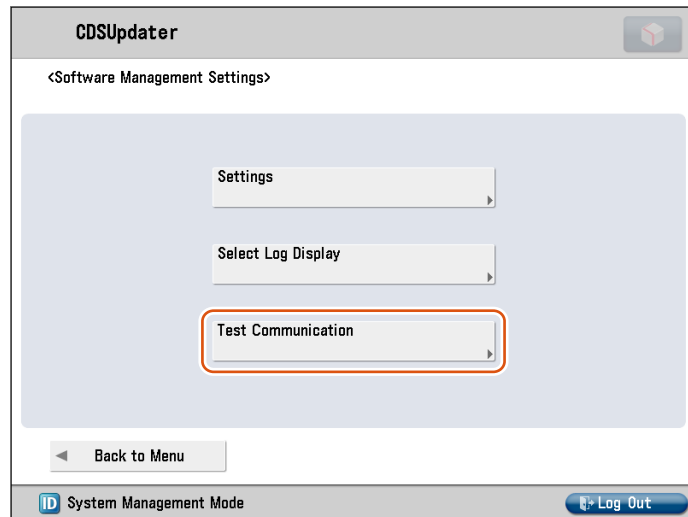 CDSUpdater
<Software Management Settings>
Settings
Select Log Display
Test Communication
Back to Menu
ID System Management Mode
Log Out